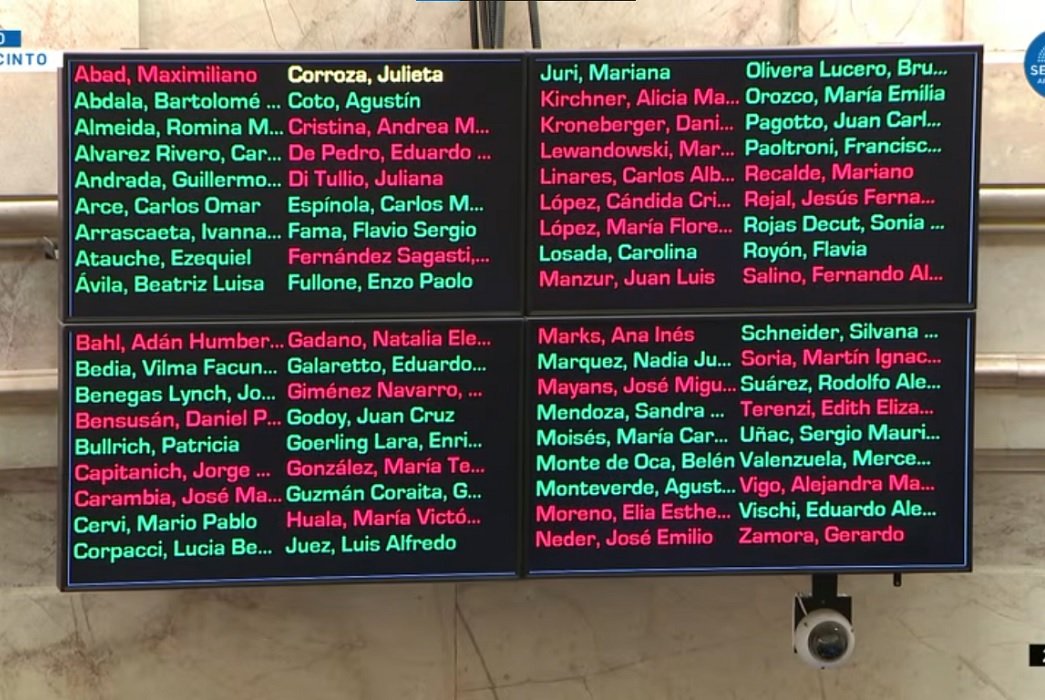 CINTO
Abad, Maximiliano
Abdala, Bartolomé ...
Almeida, Romina M...
Alvarez Rivero, Car...
Andrada, Guillermo...
Arce, Carlos Omar
Arrascaeta, Ivanna...
Atauche, Ezequiel
Ávila, Beatriz Luisa
Corroza, Julieta
Coto, Agustín
Cristina, Andrea M...
De Pedro, Eduardo ...
Di Tullio, Juliana
Espínola, Carlos M...
Fama, Flavio Sergio
Fernández Sagasti,...
Fullone, Enzo Paolo
Juri, Mariana
Kirchner, Alicia Ma...
Kroneberger, Dani...
Lewandowski, Mar...
Linares, Carlos Alb...
López, Cándida Cri...
López, María Flore...
Losada, Carolina
Manzur, Juan Luis
Olivera Lucero, Bru...
Orozco, María Emilia
Pagotto, Juan Carl...
Paoltroni, Francisc...
Recalde, Mariano
Rejal, Jesús Ferna...
Rojas Decut, Sonia ...
Royón, Flavia
Salino, Fernando Al...
Bahl, Adán Humber...
Bedia, Vilma Facun...
Benegas Lynch, Jo...
Bensusán, Daniel P...
Bullrich, Patricia
Capitanich, Jorge ...
Carambia, José Ma...
Cervi, Mario Pablo
Corpacci, Lucia Be...
Gadano, Natalia Ele...
Galaretto, Eduardo...
Giménez Navarro, ...
Godoy, Juan Cruz
Goerling Lara, Enri...
González, María Te...
Guzmán Coraita, G...
Huala, María Victó...
Juez, Luis Alfredo
Marks, Ana Inés
Marquez, Nadia Ju...
Mayans, José Migu...
Mendoza, Sandra ...
Moisés, María Car...
Monte de Oca, Belén
Monteverde, Agust...
Moreno, Elia Esthe...
Neder, José Emilio
Schneider, Silvana ...
Soria, Martín Ignac...
Suárez, Rodolfo Ale...
Terenzi, Edith Eliza...
Uñac, Sergio Mauri...
Valenzuela, Merce...
Vigo, Alejandra Ma...
Vischi, Eduardo Ale...
Zamora, Gerardo